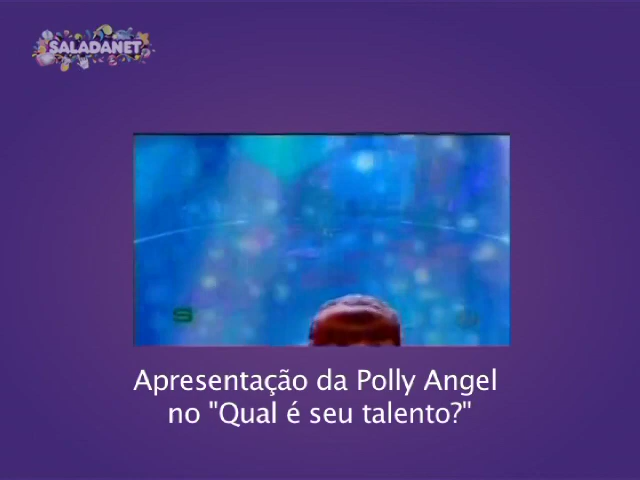 SALADANET
S
Apresentação da Polly Angel
no "Qual é seu talento?"